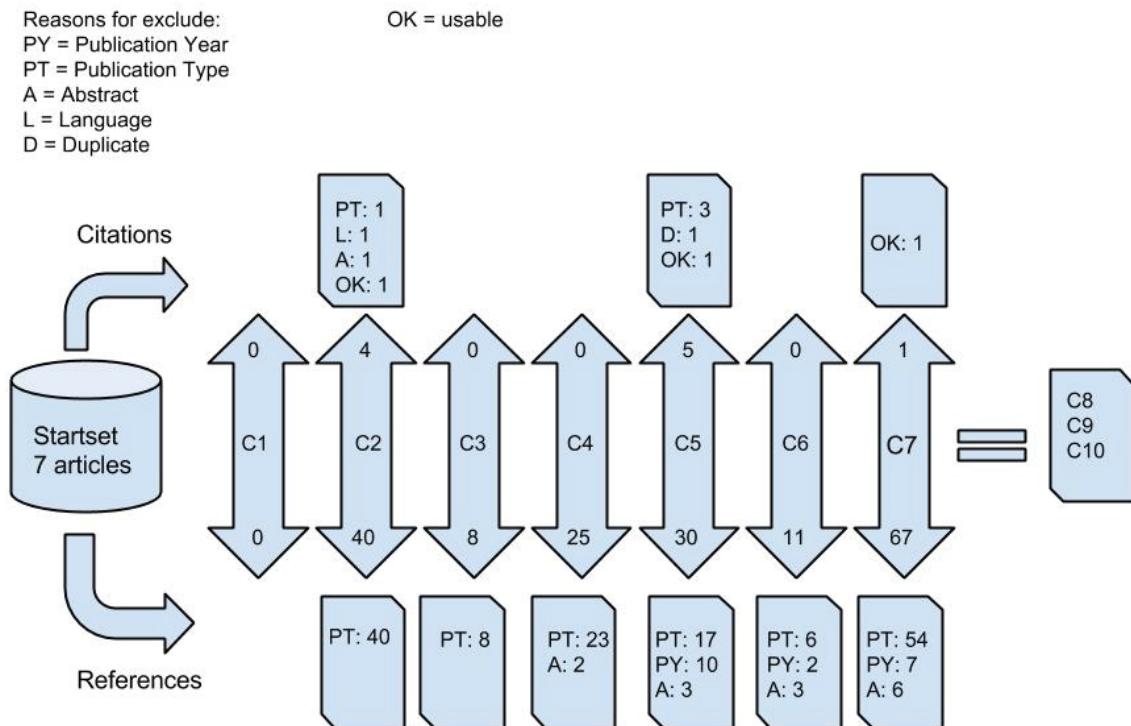 Reasons for exclude:
OK = usable
PY = Publication Year
PT = Publication Type
A = Abstract
L = Language
D = Duplicate
Citations
PT: 1
L: 1
A: 1
OK: 1
PT: 3
D: 1
OK: 1
OK: 1
0
4
0
0
5
0
1
Startset
7 articles
C1
C2
C3
C4
C5
C6
C7
C8
C9
C10
0
40
8
25
30
11
67
References
PT: 40
PT: 8
PT: 23
A: 2
PT: 17
PY: 10
A: 3
PT: 6
PY: 2
A: 3
PT: 54
PY: 7
A: 6